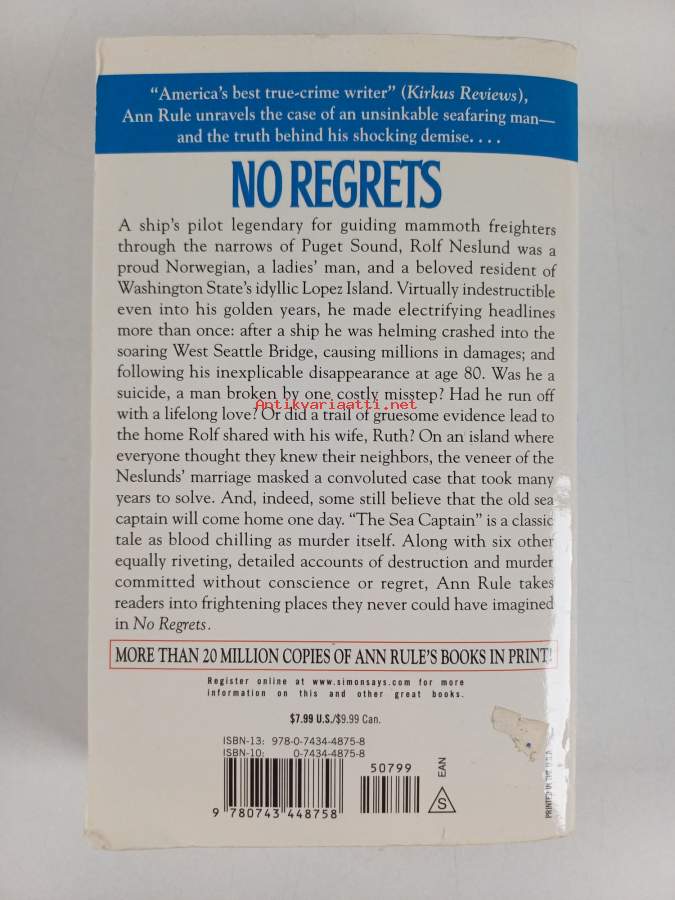 “America’s best true-crime writer” (Kirkus Reviews),
Ann Rule unravels the case of an unsinkable seafaring man—
and the truth behind his shocking demise. . . .
NO REGRETS
A ship’s pilot legendary for guiding mammoth freighters
through the narrows of Puget Sound, Rolf Neslund was a
proud Norwegian, a ladies’ man, and a beloved resident of
Washington State’s idyllic Lopez Island. Virtually indestructible
even into his golden years, he made electrifying headlines
more than once: after a ship he was helming crashed into the
soaring West Seattle Bridge, causing millions in damages; and
following his inexplicable disappearance at age 80. Was he a
suicide, a man broken by one costly misstep? Had he run off
Antikvariaatti.net
with a lifelong love? Or did a trail of gruesome evidence lead to
the home Rolf shared with his wife, Ruth? On an island where
everyone thought they knew their neighbors, the veneer of the
Neslunds’ marriage masked a convoluted case that took many
years to solve. And, indeed, some still believe that the old sea
captain will come home one day. “The Sea Captain” is a classic
tale as blood chilling as murder itself. Along with six other
equally riveting, detailed accounts of destruction and murder
committed without conscience or regret, Ann Rule takes
readers into frightening places they never could have imagined
in No Regrets.
MORE THAN 20 MILLION COPIES OF ANN RULE’S BOOKS IN PRINT!
Register online at www.simonsays.com for more
information on this and other great books.
$7.99 U.S./$9.99 Can.
ISBN-13: 978-0-7434-4875-8
ISBN-10: 0-7434-4875-8
50799
EAN
S
9 780743 448758
PRINTED IN THE U.S.A.